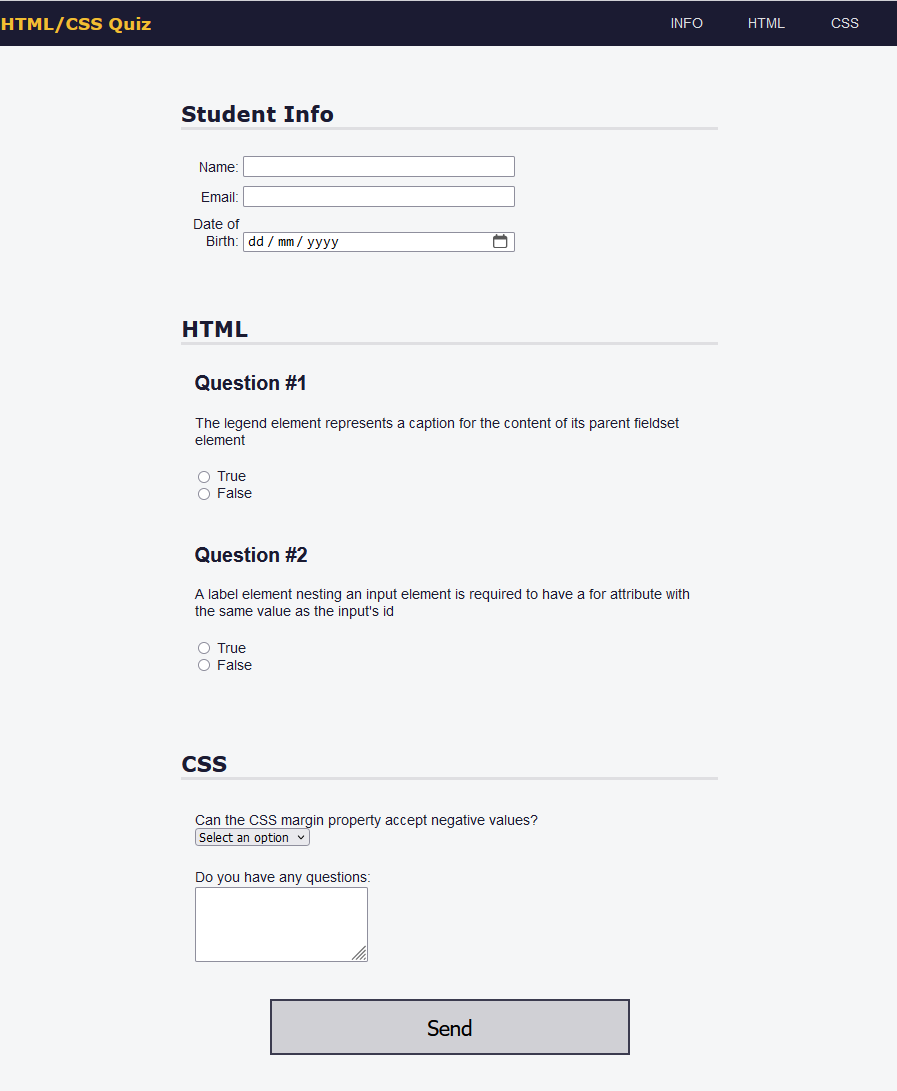 HTML/CSS Quiz
INFO HTML CSS
Student Info
Name:
Email:
Date of
Birth: dd / mm / yyyy
HTML
Question #1
The legend element represents a caption for the content of its parent fieldset
element
True
False
Question #2
A label element nesting an input element is required to have a for attribute with
the same value as the input's id
True
False
CSS
Can the CSS margin property accept negative values?
Select an option
Do you have any questions:
Send